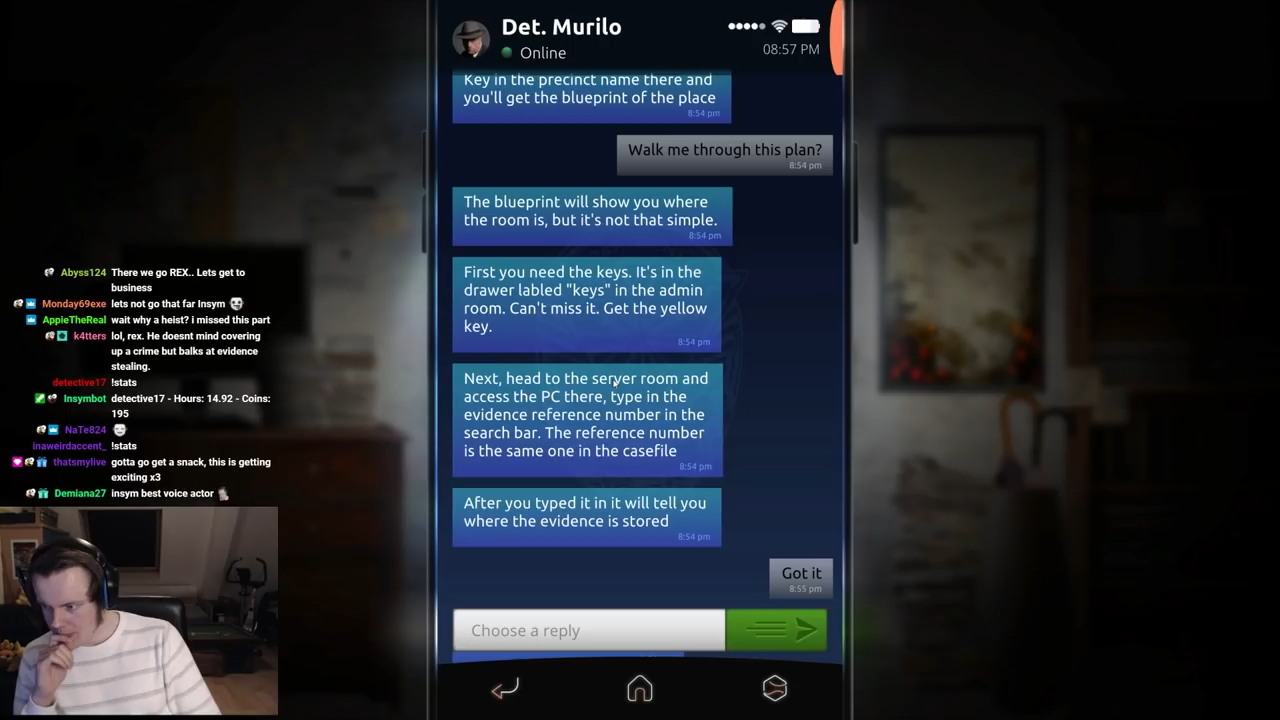 Det. Murilo
Online
08:57 PM
Key in the precinct name there and
you'll get the blueprint of the place
8:54 pm
Walk me through this plan?
8:54 pm
The blueprint will show you where
the room is, but it's not that simple.
8:54 pm
First you need the keys. It's in the
drawer labled "keys" in the admin
room. Can't miss it. Get the yellow
key.
8:54 pm
Next, head to the server room and
access the PC there, type in the
evidence reference number in the
search bar. The reference number
is the same one in the casefile
8:54 pm
After you typed it in it will tell you
where the evidence is stored
8:54 pm
Got it
8:55 pm
Choose a reply
Abyss124 There we go REX.. Lets get to
business
Monday69exe lets not go that far Insym
AppieTheReal wait why a heist? i missed this part
k4tters lol, rex. He doesnt mind covering
up a crime but balks at evidence
stealing.
detective17 !stats
Insymbot detective17 - Hours: 14.92 - Coins:
195
NaTe824
inaweirdaccent_ !stats
thatsmylive gotta go get a snack, this is getting
exciting x3
Demiana27 insym best voice actor